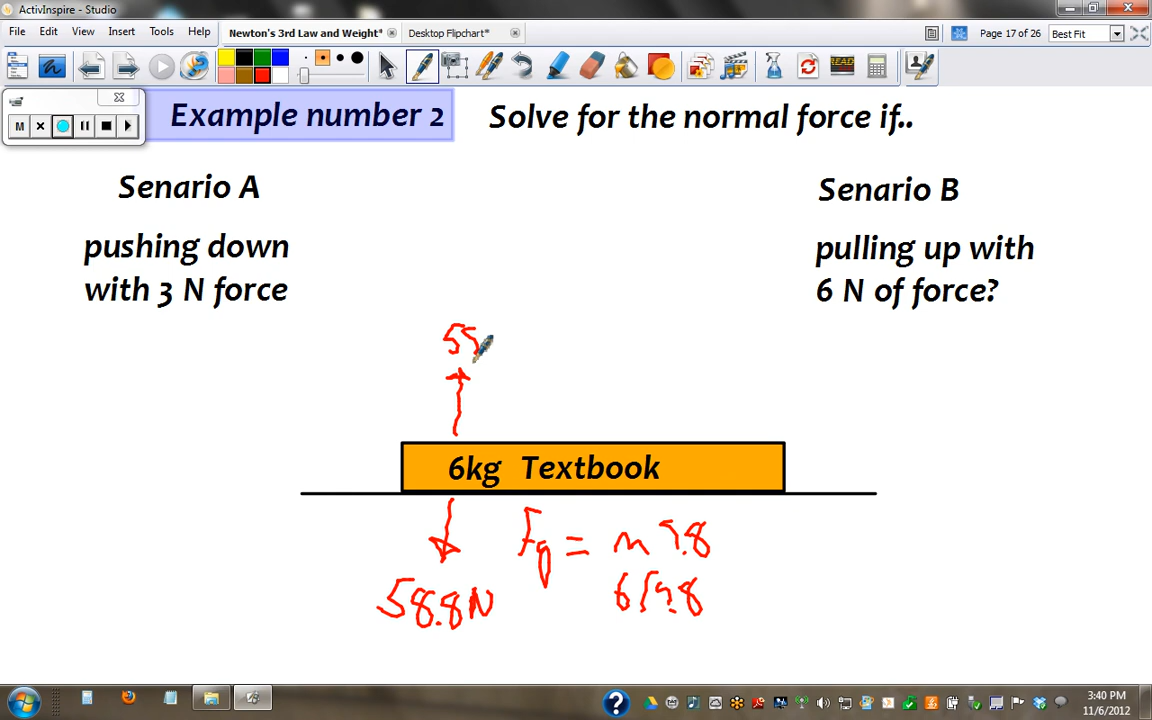 ActivInspire - Studio
File Edit View Insert Tools Help
Newton's 3rd Law and Weight*
Desktop Flipchart*
Page 17 of 26
Best Fit
M
READ
Example number 2
Solve for the normal force if..
Senario A
pushing down
with 3 N force
Senario B
pulling up with
6 N of force?
55
6kg Textbook
Fg = m 9.8
58.8N
6(9.8
3:40 PM
11/6/2012